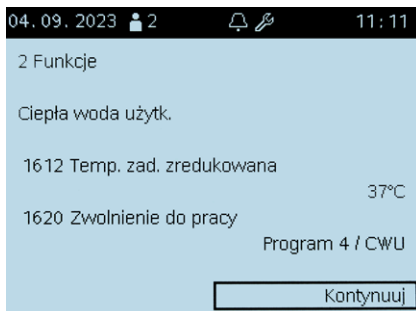 04.09.2023 2 11:11
2 Funkcje
Ciepła woda użytk.
1612 Temp. zad. zredukowana
37°C
1620 Zwolnienie do pracy
Program 4 / CWU
Kontynuuj